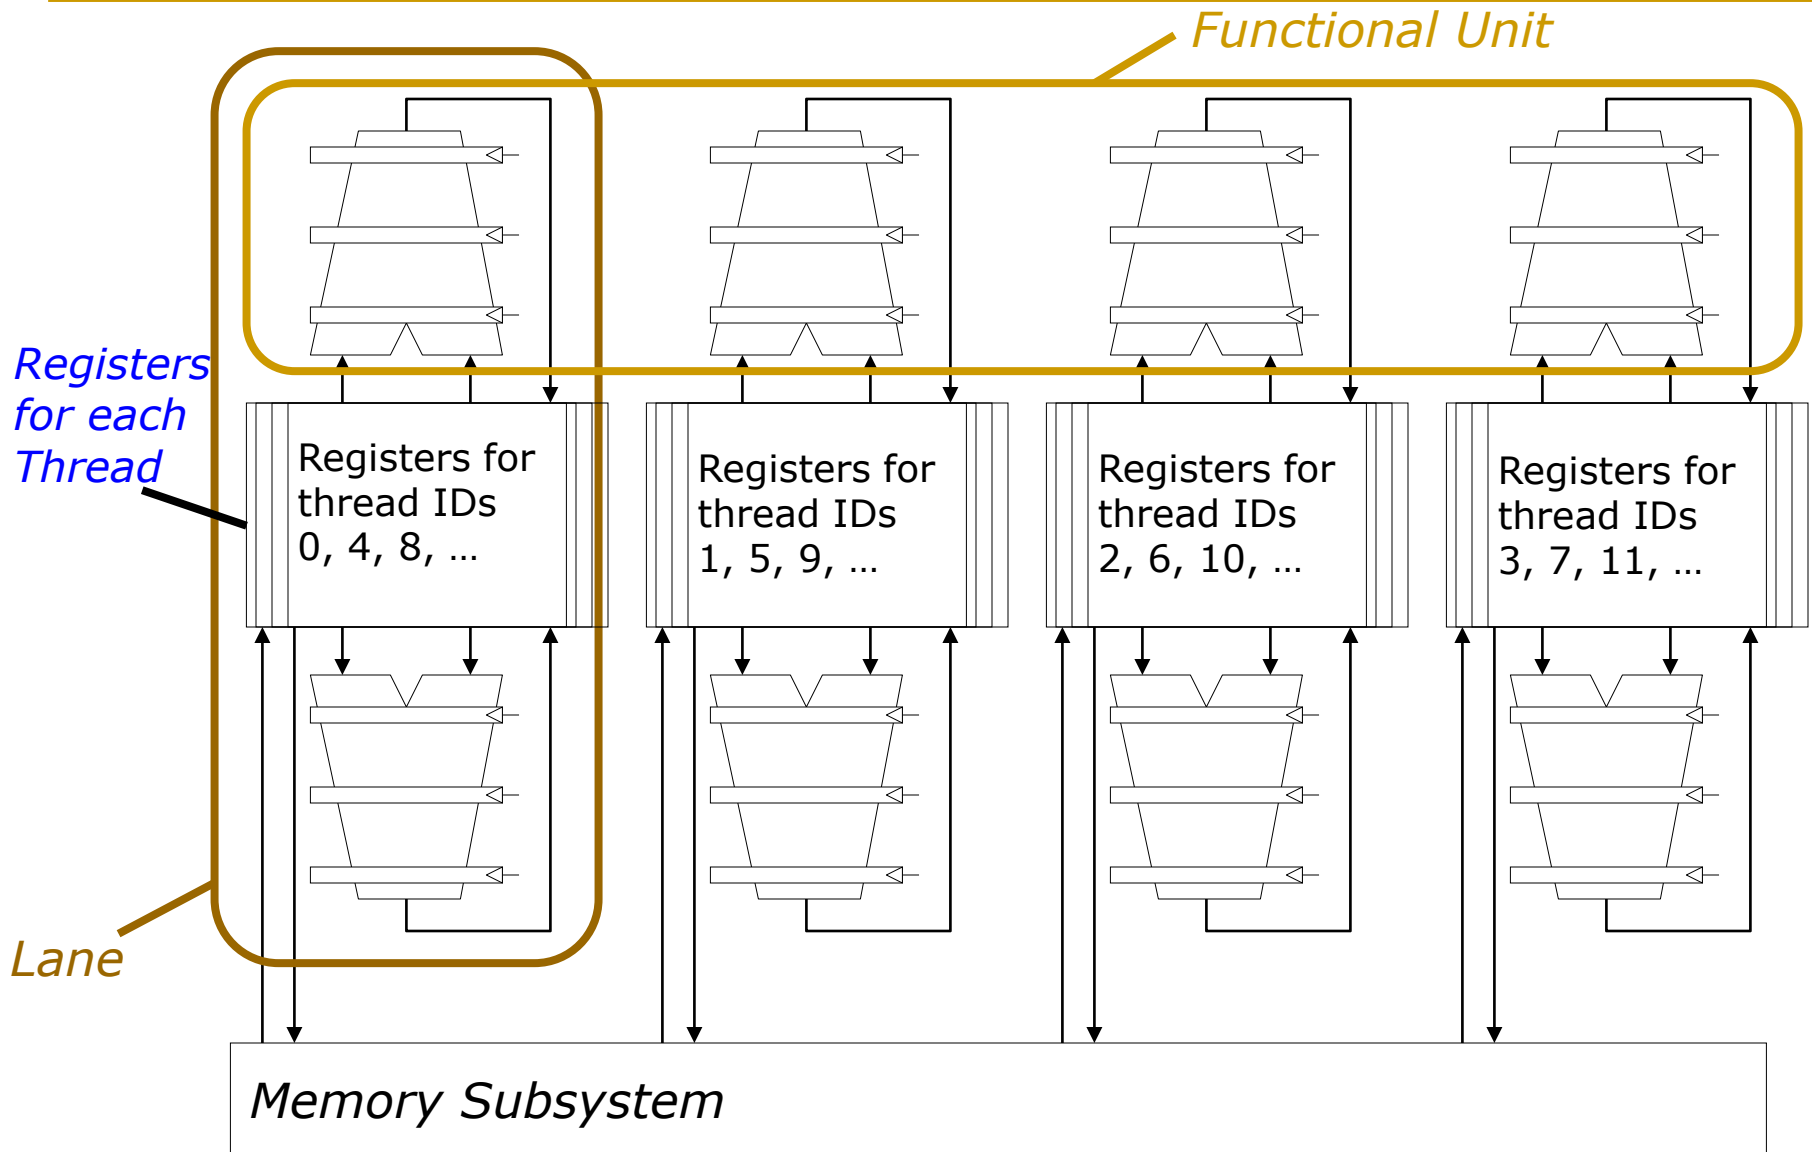 Functional Unit
Registers
for each
Thread
Registers for
thread IDs
0, 4, 8, ...
Registers for
thread IDs
1, 5, 9, ...
Registers for
thread IDs
2, 6, 10, ...
Registers for
thread IDs
3, 7, 11, ...
Lane
Memory Subsystem